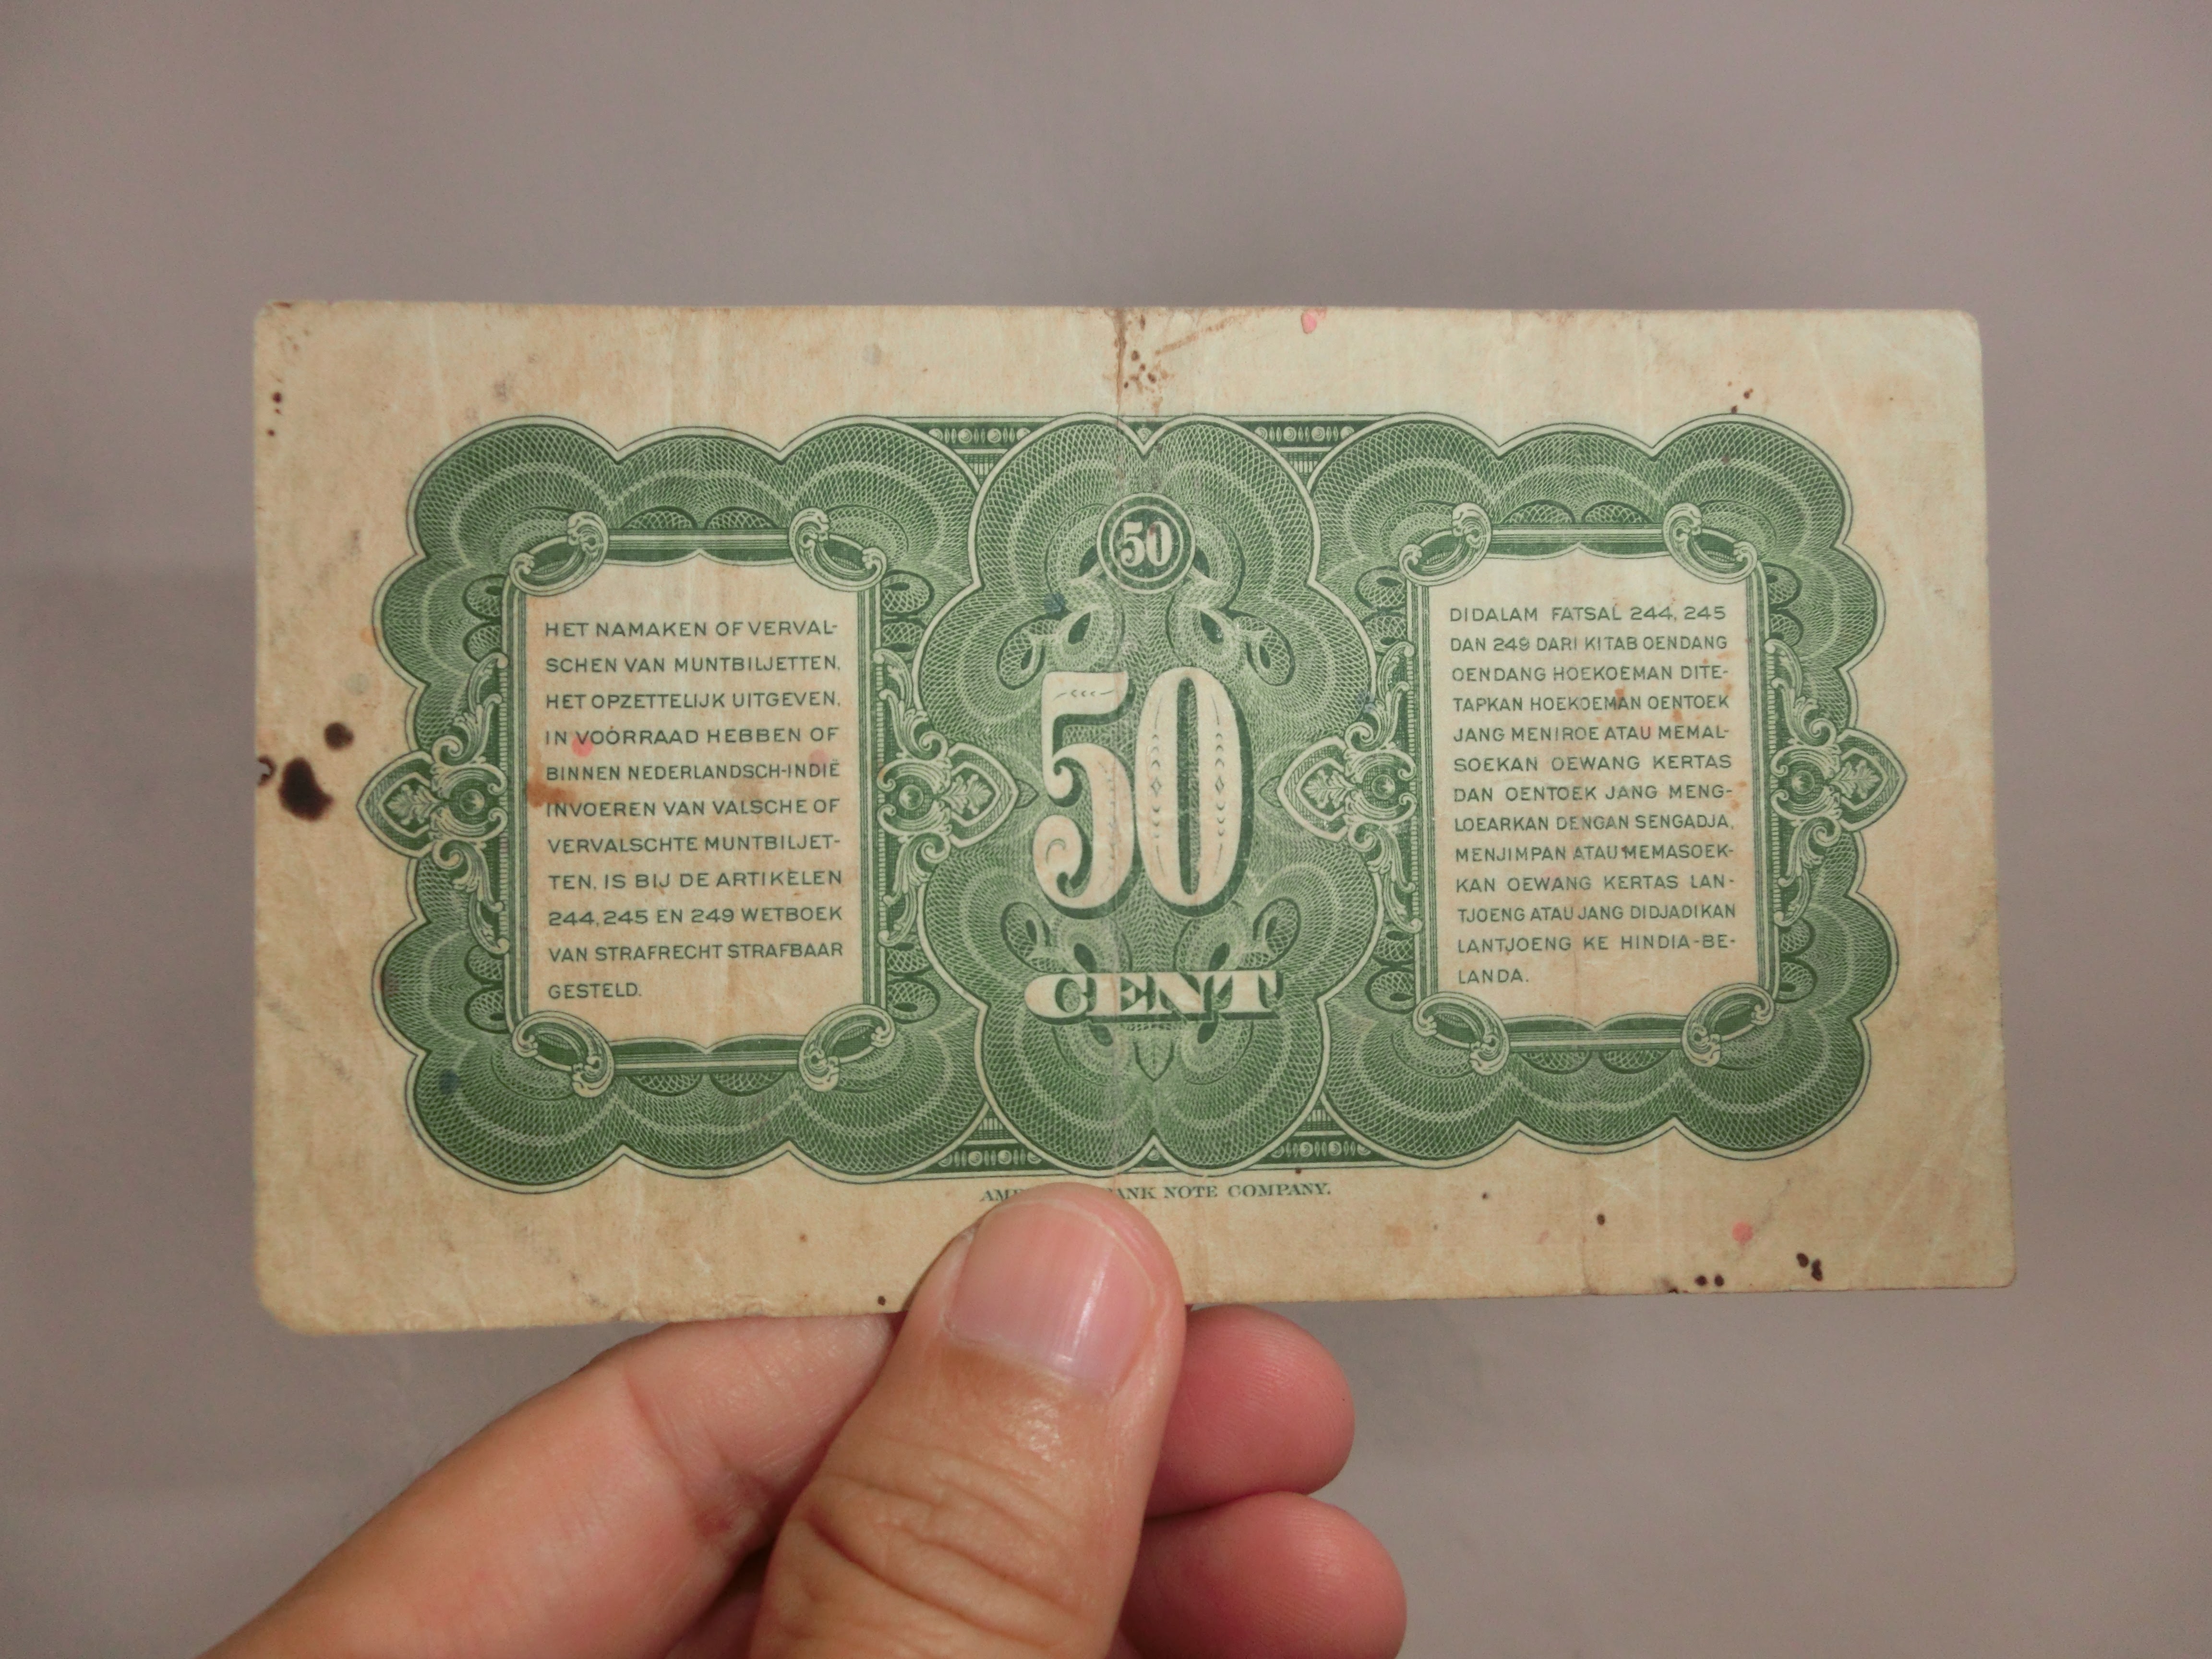 HET NAMAKEN OF VERVAL-
SCHEN VAN MUNTBILJETTEN,
HET OPZETTELIJK UITGEVEN,
IN VOORRAAD HEBBEN OF
BINNEN NEDERLANDSCH-INDIË
INVOEREN VAN VALSCHE OF
VERVALSCHTE MUNTBILJET-
TEN, IS BIJ DE ARTIKELEN
244, 245 EN 249 WETBOEK
VAN STRAFRECHT STRAFBAAR
GESTELD.
50
50
CENT
DIDALAM FATSAL 244, 245
DAN 249 DARI KITAB OENDANG
OENDANG HOEKOEMAN DITE-
TAPKAN HOEKOEMAN OENTOEK
JANG MENIROE ATAU MEMAL-
SOEKAN OEWANG KERTAS
DAN OENTOEK JANG MENG-
LOEARKAN DENGAN SENGADJA,
MENJIMPAN ATAU MEMASOEK-
KAN OEWANG KERTAS LAN-
TJOENG ATAU JANG DIDJADIKAN
LANTJOENG KE HINDIA-BE-
LANDA.
NOTE COMPANY.